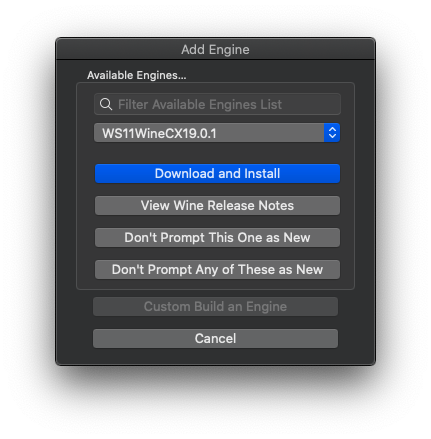 Add Engine
Available Engines...
Filter Available Engines List
WS11WineCX19.0.1
Download and Install
View Wine Release Notes
Don't Prompt This One as New
Don't Prompt Any of These as New
Custom Build an Engine
Cancel